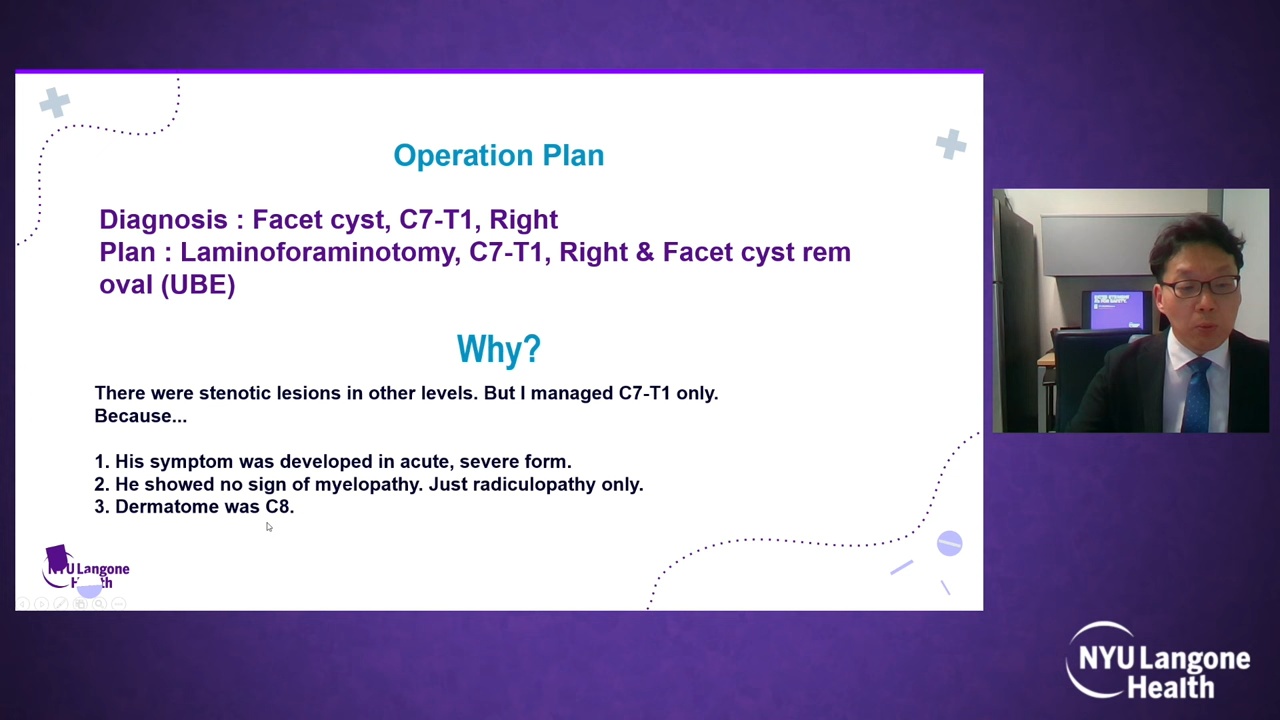 Operation Plan
Diagnosis : Facet cyst, C7-T1, Right
Plan : Laminoforaminotomy, C7-T1, Right & Facet cyst rem
oval (UBE)
Why?
There were stenotic lesions in other levels. But I managed C7-T1 only.
Because...
1. His symptom was developed in acute, severe form.
2. He showed no sign of myelopathy. Just radiculopathy only.
3. Dermatome was C8.
NYU Langone
Health
NYU Langone
Health